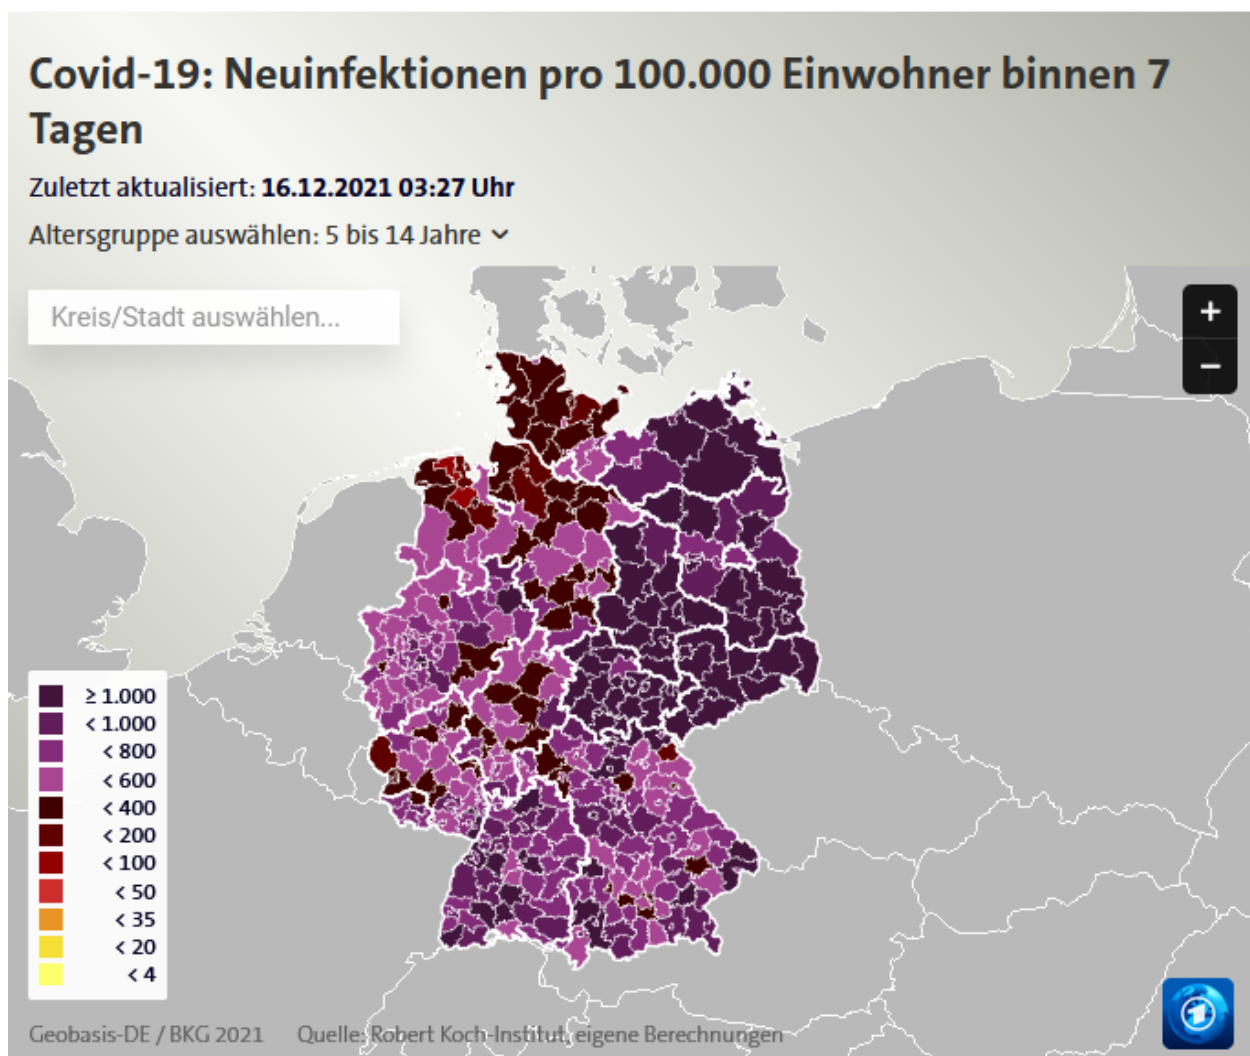 Covid-19: Neuinfektionen pro 100.000 Einwohner binnen 7
Tagen
Zuletzt aktualisiert: 16.12.2021 03:27 Uhr
Altersgruppe auswählen: 5 bis 14 Jahre
Kreis/Stadt auswählen...
+
−
≥ 1.000
< 1.000
< 800
< 600
< 400
< 200
< 100
< 50
< 35
< 20
< 4
Geobasis-DE / BKG 2021 Quelle: Robert Koch-Institut, eigene Berechnungen
1